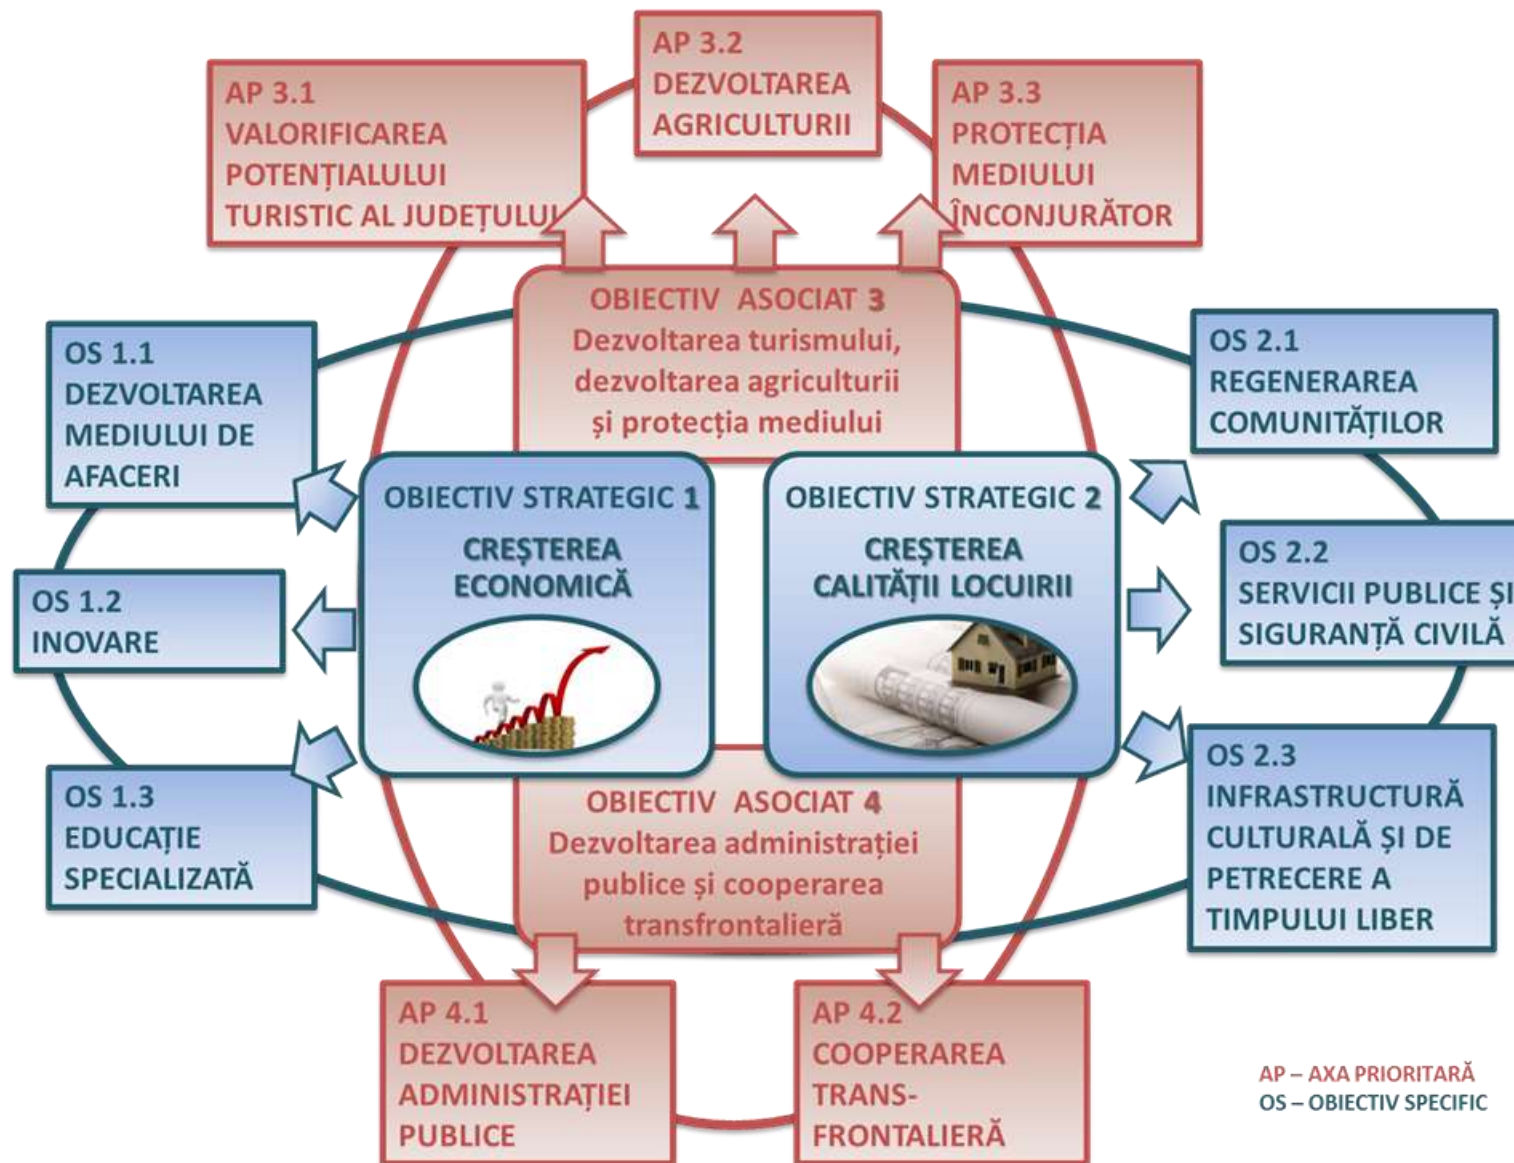 AP 3.1
VALORIFICAREA
POTENȚIALULUI
TURISTIC AL JUDEȚULUI
AP 3.2
DEZVOLTAREA
AGRICULTURII
AP 3.3
PROTECȚIA
MEDIULUI
ÎNCONJURĂTOR
OBIECTIV ASOCIAT 3
Dezvoltarea turismului,
dezvoltarea agriculturii
și protecția mediului
OS 1.1
DEZVOLTAREA
MEDIULUI DE
AFACERI
OS 1.2
INOVARE
OS 1.3
EDUCAȚIE
SPECIALIZATĂ
OBIECTIV STRATEGIC 1
CREȘTEREA
ECONOMICĂ
OBIECTIV STRATEGIC 2
CREȘTEREA
CALITĂȚII LOCUIRII
OS 2.1
REGENERAREA
COMUNITĂȚILOR
OS 2.2
SERVICII PUBLICE ȘI
SIGURANȚĂ CIVILĂ
OS 2.3
INFRASTRUCTURĂ
CULTURALĂ ȘI DE
PETRECERE A
TIMPULUI LIBER
OBIECTIV ASOCIAT 4
Dezvoltarea administrației
publice și cooperarea
transfrontalieră
AP 4.1
DEZVOLTAREA
ADMINISTRAȚIEI
PUBLICE
AP 4.2
COOPERAREA
TRANS-
FRONTALIERĂ
AP – AXA PRIORITARĂ
OS – OBIECTIV SPECIFIC